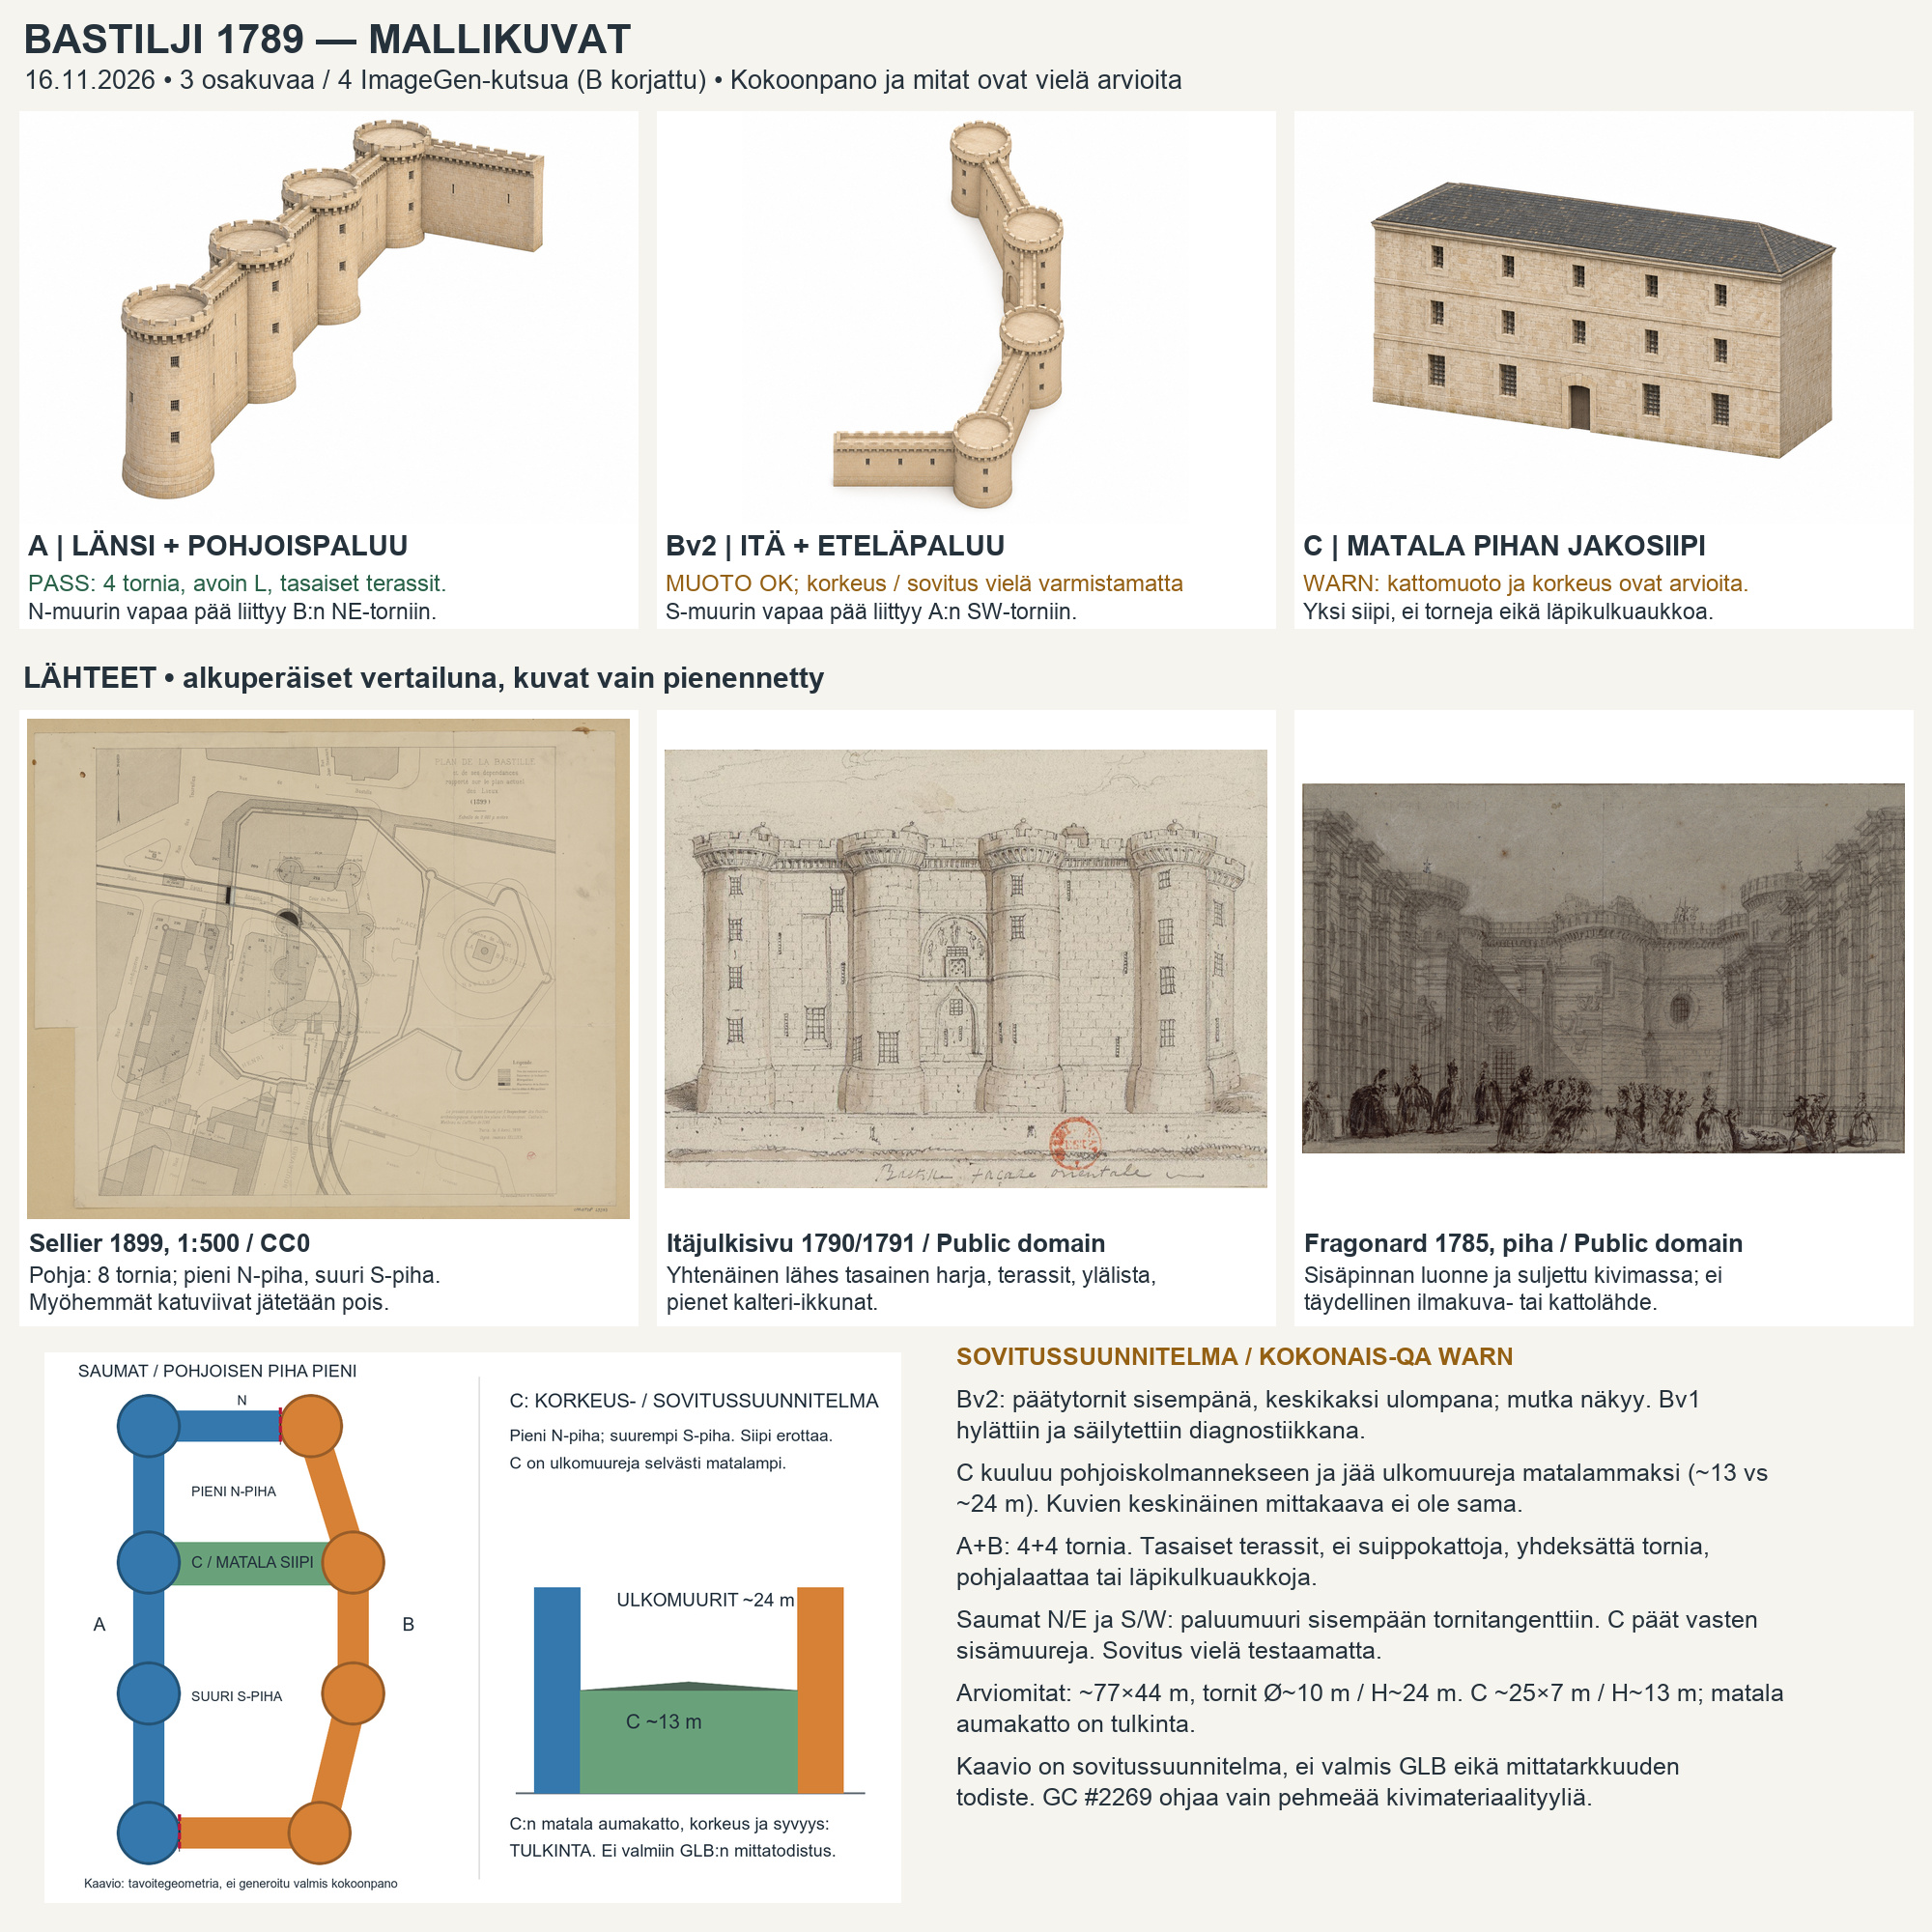 BASTILJI 1789 — MALLIKUVAT
16.11.2026 • 3 osakuvaa / 4 ImageGen-kutsua (B korjattu) • Kokoonpano ja mitat ovat vielä arvioita
A | LÄNSI + POHJOISPALUU
PASS: 4 tornia, avoin L, tasaiset terassit.
N-muurin vapaa pää liittyy B:n NE-torniin.
Bv2 | ITÄ + ETELÄPALUU
MUOTO OK; korkeus / sovitus vielä varmistamatta
S-muurin vapaa pää liittyy A:n SW-torniin.
C | MATALA PIHAN JAKOSIIPI
WARN: kattomuoto ja korkeus ovat arvioita.
Yksi siipi, ei torneja eikä läpikulkuaukkoa.
LÄHTEET • alkuperäiset vertailuna, kuvat vain pienennetty
PLAN DE LA BASTILLE
et de ses dépendances
(1899)
Bastille façade orientale
Sellier 1899, 1:500 / CC0
Pohja: 8 tornia; pieni N-piha, suuri S-piha.
Myöhemmät katuviivat jätetään pois.
Itäjulkisivu 1790/1791 / Public domain
Yhtenäinen lähes tasainen harja, terassit, ylälista,
pienet kalteri-ikkunat.
Fragonard 1785, piha / Public domain
Sisäpinnan luonne ja suljettu kivimassa; ei
täydellinen ilmakuva- tai kattolähde.
SAUMAT / POHJOISEN PIHA PIENI
N
PIENI N-PIHA
C / MATALA SIIPI
A
B
SUURI S-PIHA
Kaavio: tavoitegeometria, ei generoitu valmis kokoonpano
C: KORKEUS- / SOVITUSSUUNNITELMA
Pieni N-piha; suurempi S-piha. Siipi erottaa.
C on ulkomuureja selvästi matalampi.
ULKOMUURIT ~24 m
C ~13 m
C:n matala aumakatto, korkeus ja syvyys:
TULKINTA. Ei valmiin GLB:n mittatodistus.
SOVITUSSUUNNITELMA / KOKONAIS-QA WARN
Bv2: päätytornit sisempänä, keskikaksi ulompana; mutka näkyy. Bv1
hylättiin ja säilytettiin diagnostiikkana.
C kuuluu pohjoiskolmannekseen ja jää ulkomuureja matalammaksi (~13 vs
~24 m). Kuvien keskinäinen mittakaava ei ole sama.
A+B: 4+4 tornia. Tasaiset terassit, ei suippokattoja, yhdeksättä tornia,
pohjalaattaa tai läpikulkuaukkoja.
Saumat N/E ja S/W: paluumuuri sisempään tornitangenttiin. C päät vasten
sisämuureja. Sovitus vielä testaamatta.
Arviomitat: ~77×44 m, tornit Ø~10 m / H~24 m. C ~25×7 m / H~13 m; matala
aumakatto on tulkinta.
Kaavio on sovitussuunnitelma, ei valmis GLB eikä mittatarkkuuden
todiste. GC #2269 ohjaa vain pehmeää kivimateriaalityyliä.